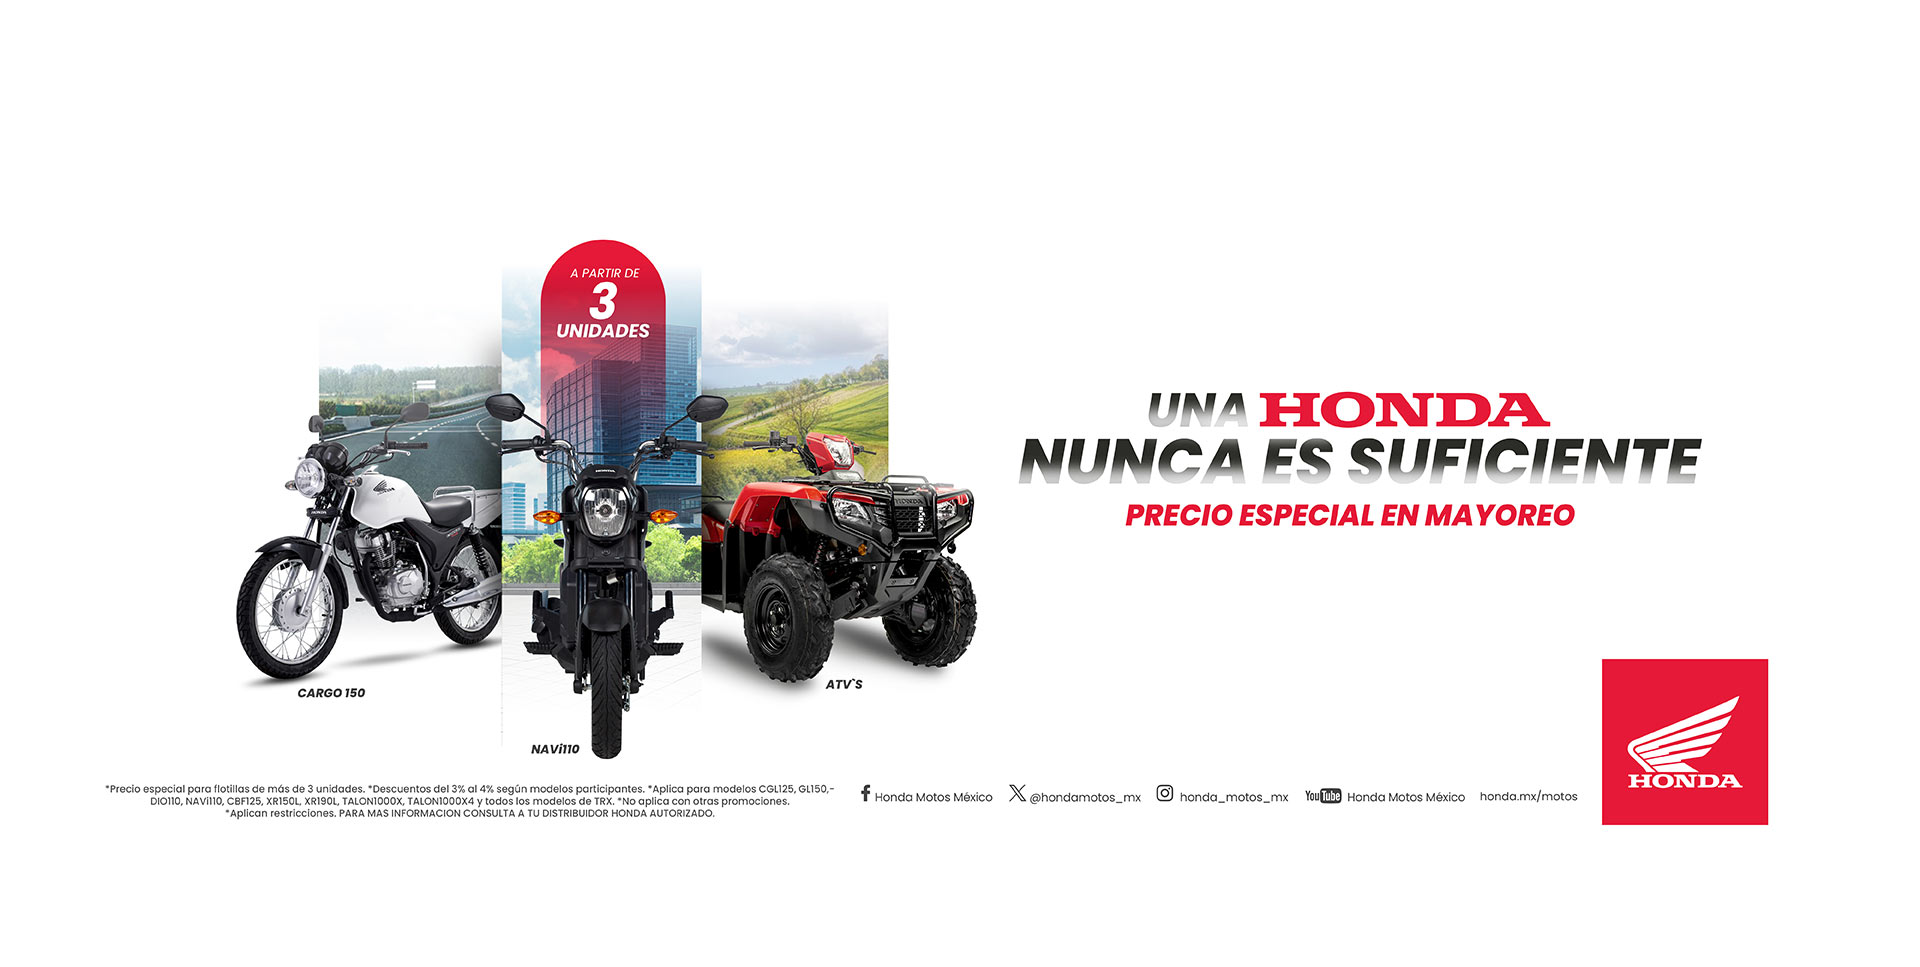 A PARTIR DE
3
UNIDADES
HONDA
HONDA
HONDA
HONDA
CARGO 150
NAVi110
ATV`S
UNA HONDA
NUNCA ES SUFICIENTE
PRECIO ESPECIAL EN MAYOREO
*Precio especial para flotillas de más de 3 unidades. *Descuentos del 3% al 4% según modelos participantes. *Aplica para modelos CGL125, GL150,-
DIO110, NAVi110, CBF125, XR150L, XR190L, TALON1000X, TALON1000X4 y todos los modelos de TRX. *No aplica con otras promociones.
*Aplican restricciones. PARA MAS INFORMACION CONSULTA A TU DISTRIBUIDOR HONDA AUTORIZADO.
Honda Motos México @hondamotos_mx honda_motos_mx YouTube Honda Motos México honda.mx/motos
HONDA